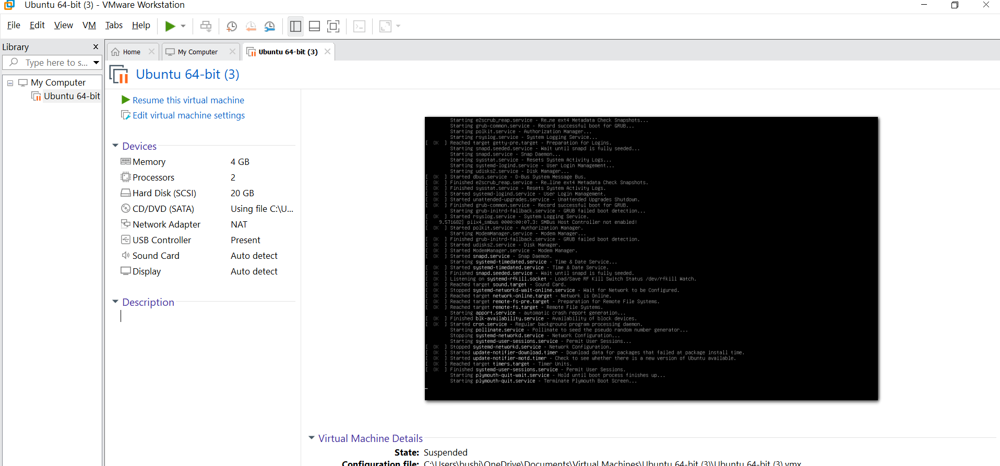 Ubuntu 64-bit (3) - VMware Workstation
File Edit View VM Tabs Help
Library
Home
My Computer
Ubuntu 64-bit (3)
Type here to s...
My Computer
Ubuntu 64-bit
Ubuntu 64-bit (3)
Resume this virtual machine
Edit virtual machine settings
Devices
Memory 4 GB
Processors 2
Hard Disk (SCSI) 20 GB
CD/DVD (SATA) Using file C:\U...
Network Adapter NAT
USB Controller Present
Sound Card Auto detect
Display Auto detect
Description
Starting e2scrub_reap.service - Re…ne ext4 Metadata Check Snapshots...
Starting grub-common.service - Record successful boot for GRUB...
Starting polkit.service - Authorization Manager...
Starting rsyslog.service - System Logging Service...
[ OK ] Reached target getty-pre.target - Preparation for Logins.
Starting snapd.seeded.service - Wait until snapd is fully seeded...
Starting snapd.service - Snap Daemon...
Starting sysstat.service - Resets System Activity Logs...
Starting systemd-logind.service - User Login Management...
Starting udisks2.service - Disk Manager...
[ OK ] Started dbus.service - D-Bus System Message Bus.
[ OK ] Finished e2scrub_reap.service - Re…line ext4 Metadata Check Snapshots.
[ OK ] Finished sysstat.service - Resets System Activity Logs.
[ OK ] Started systemd-logind.service - User Login Management.
[ OK ] Started unattended-upgrades.service - Unattended Upgrades Shutdown.
[ OK ] Finished grub-common.service - Record successful boot for GRUB.
Starting grub-initrd-fallback.service - GRUB failed boot detection...
[ OK ] Started rsyslog.service - System Logging Service.
[ 9.571682] piix4_smbus 0000:00:07.3: SMBus Host Controller not enabled!
[ OK ] Started polkit.service - Authorization Manager.
Starting ModemManager.service - Modem Manager...
[ OK ] Finished grub-initrd-fallback.service - GRUB failed boot detection.
[ OK ] Started udisks2.service - Disk Manager.
[ OK ] Started ModemManager.service - Modem Manager.
[ OK ] Started snapd.service - Snap Daemon.
Starting systemd-timedated.service - Time & Date Service...
[ OK ] Started systemd-timedated.service - Time & Date Service.
[ OK ] Finished snapd.seeded.service - Wait until snapd is fully seeded.
[ OK ] Listening on systemd-rfkill.socket - Load/Save RF Kill Switch Status /dev/rfkill Watch.
[ OK ] Reached target sound.target - Sound Card.
[ OK ] Stopped systemd-networkd-wait-online.service - Wait for Network to be Configured.
[ OK ] Reached target network-online.target - Network is Online.
[ OK ] Reached target remote-fs-pre.target - Preparation for Remote File Systems.
[ OK ] Reached target remote-fs.target - Remote File Systems.
Starting apport.service - automatic crash report generation...
[ OK ] Finished blk-availability.service - Availability of block devices.
[ OK ] Started cron.service - Regular background program processing daemon.
Starting pollinate.service - Pollinate to seed the pseudo random number generator...
Stopping systemd-networkd.service - Network Configuration...
Starting systemd-user-sessions.service - Permit User Sessions...
[ OK ] Stopped systemd-networkd.service - Network Configuration.
[ OK ] Started update-notifier-download.timer - Download data for packages that failed at package install time.
[ OK ] Started update-notifier-motd.timer - Check to see whether there is a new version of Ubuntu available.
[ OK ] Reached target timers.target - Timer Units.
[ OK ] Finished systemd-user-sessions.service - Permit User Sessions.
Starting plymouth-quit-wait.service - Hold until boot process finishes up...
Starting plymouth-quit.service - Terminate Plymouth Boot Screen...
Virtual Machine Details
State: Suspended
Configuration file: C:\Users\bushi\OneDrive\Documents\Virtual Machines\Ubuntu 64-bit (3)\Ubuntu 64-bit (3).vmx